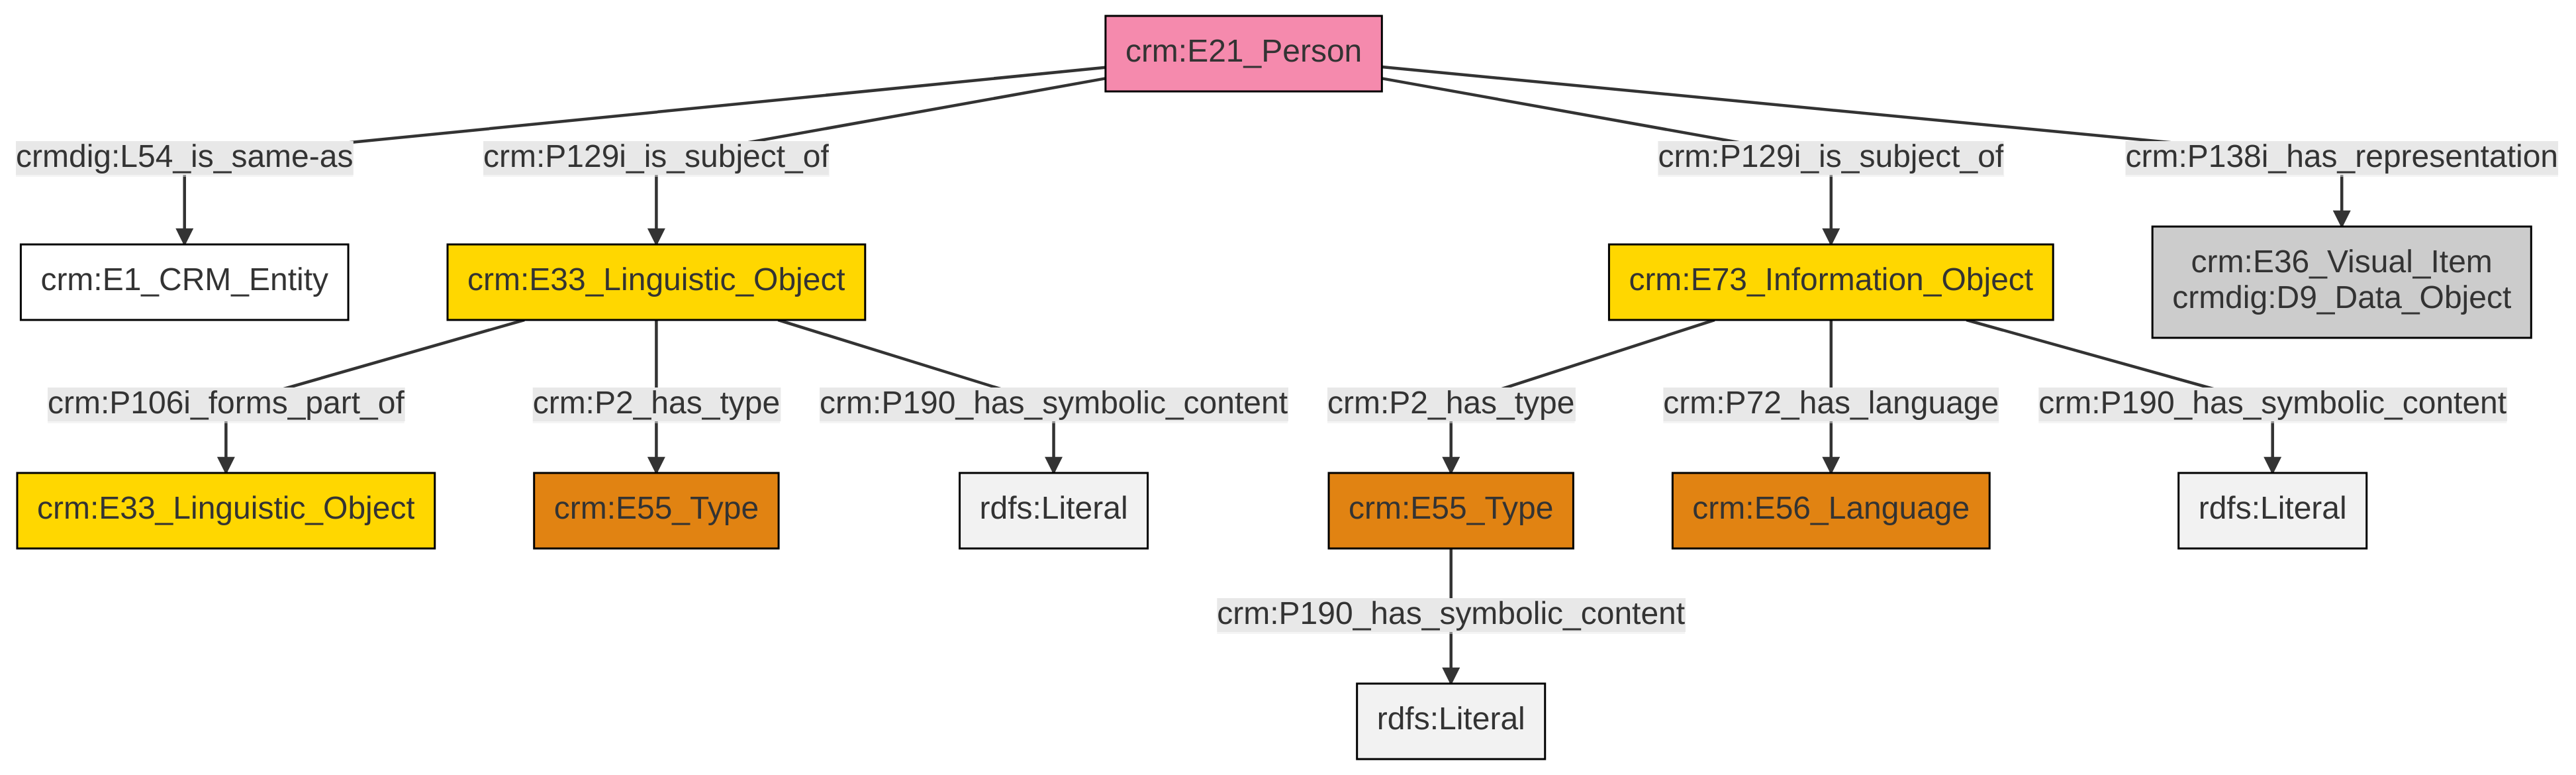 crm:E21_Person
crmdig:L54_is_same-as
crm:P129i_is_subject_of
crm:P129i_is_subject_of
crm:P138i_has_representation
crm:E1_CRM_Entity
crm:E33_Linguistic_Object
crm:E73_Information_Object
crm:E36_Visual_Item
crmdig:D9_Data_Object
crm:P106i_forms_part_of
crm:P2_has_type
crm:P190_has_symbolic_content
crm:P2_has_type
crm:P72_has_language
crm:P190_has_symbolic_content
crm:E33_Linguistic_Object
crm:E55_Type
rdfs:Literal
crm:E55_Type
crm:E56_Language
rdfs:Literal
crm:P190_has_symbolic_content
rdfs:Literal